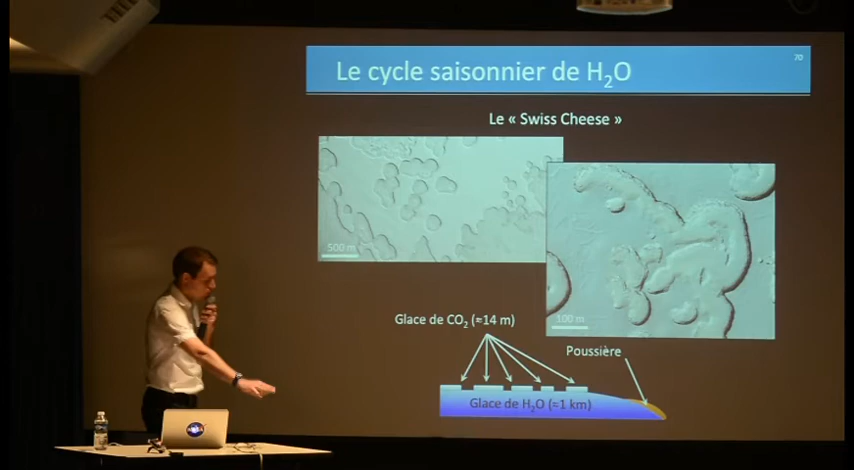 Le cycle saisonnier de H₂O
70
Le « Swiss Cheese »
500 m
100 m
Glace de CO₂ (≈14 m)
Poussière
Glace de H₂O (≈1 km)